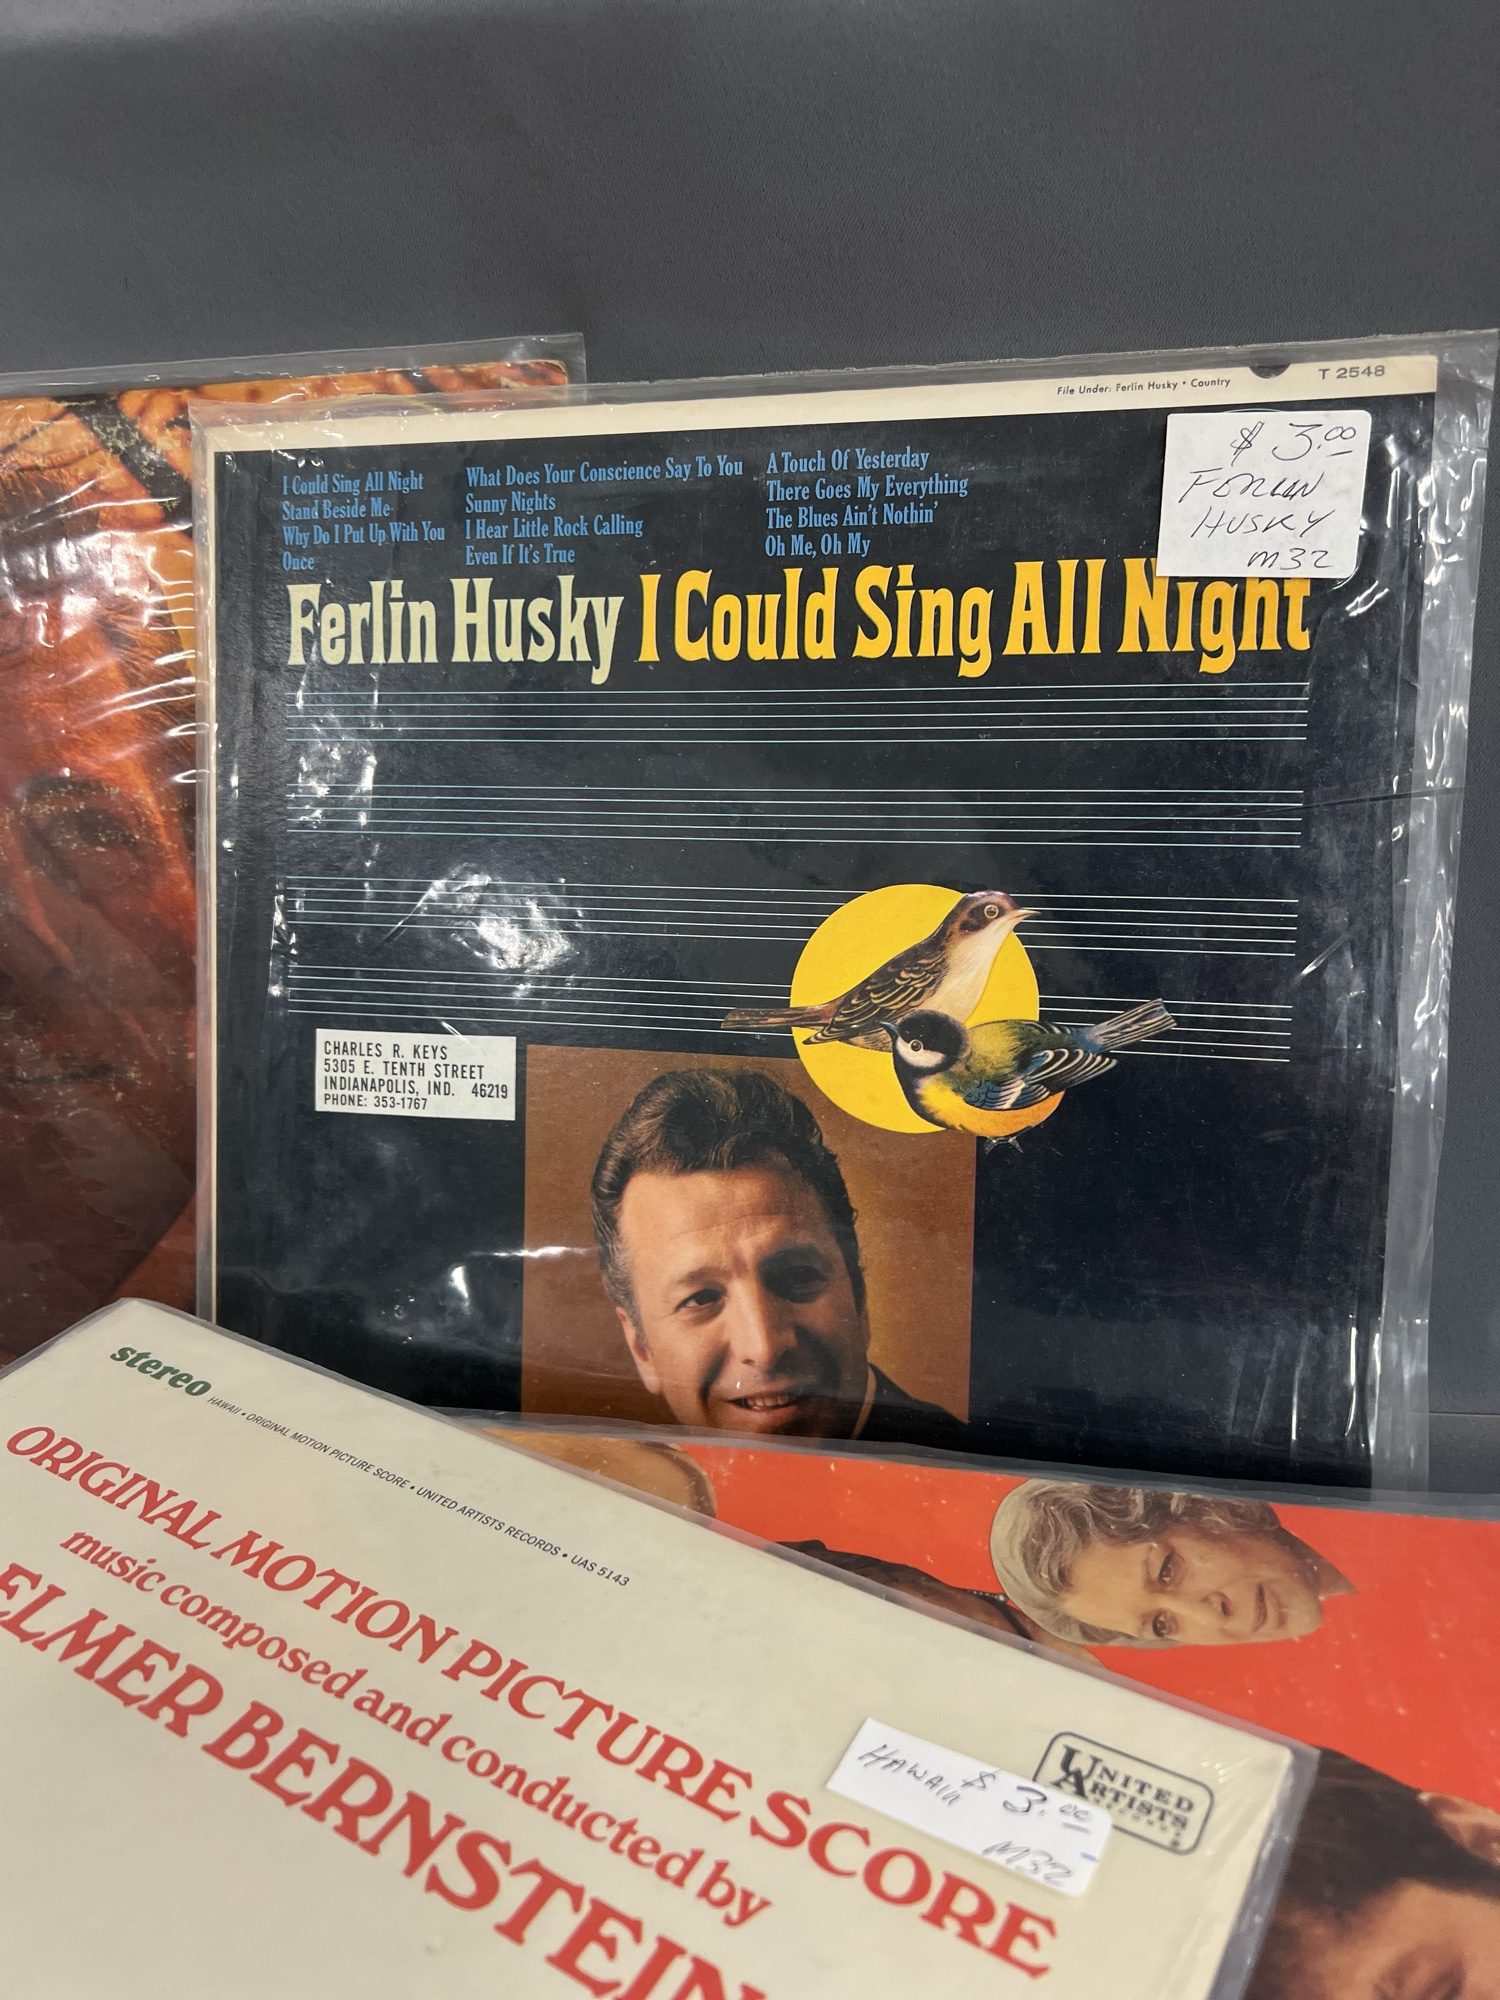 File Under: Ferlin Husky • Country
T 2548
$ 3.00
FERLIN
HUSKY
M32
I Could Sing All Night
Stand Beside Me
Why Do I Put Up With You
Once
What Does Your Conscience Say To You
Sunny Nights
I Hear Little Rock Calling
Even If It's True
A Touch Of Yesterday
There Goes My Everything
The Blues Ain't Nothin'
Oh Me, Oh My
Ferlin Husky I Could Sing All Night
CHARLES R. KEYS
5305 E. TENTH STREET
INDIANAPOLIS, IND. 46219
PHONE: 353-1767
stereo
HAWAII • ORIGINAL MOTION PICTURE SCORE • UNITED ARTISTS RECORDS • UAS 5143
ORIGINAL MOTION PICTURE SCORE
music composed and conducted by
ELMER BERNSTEIN
HAWAII $ 3.00
M32
UNITED
ARTISTS
RECORDS